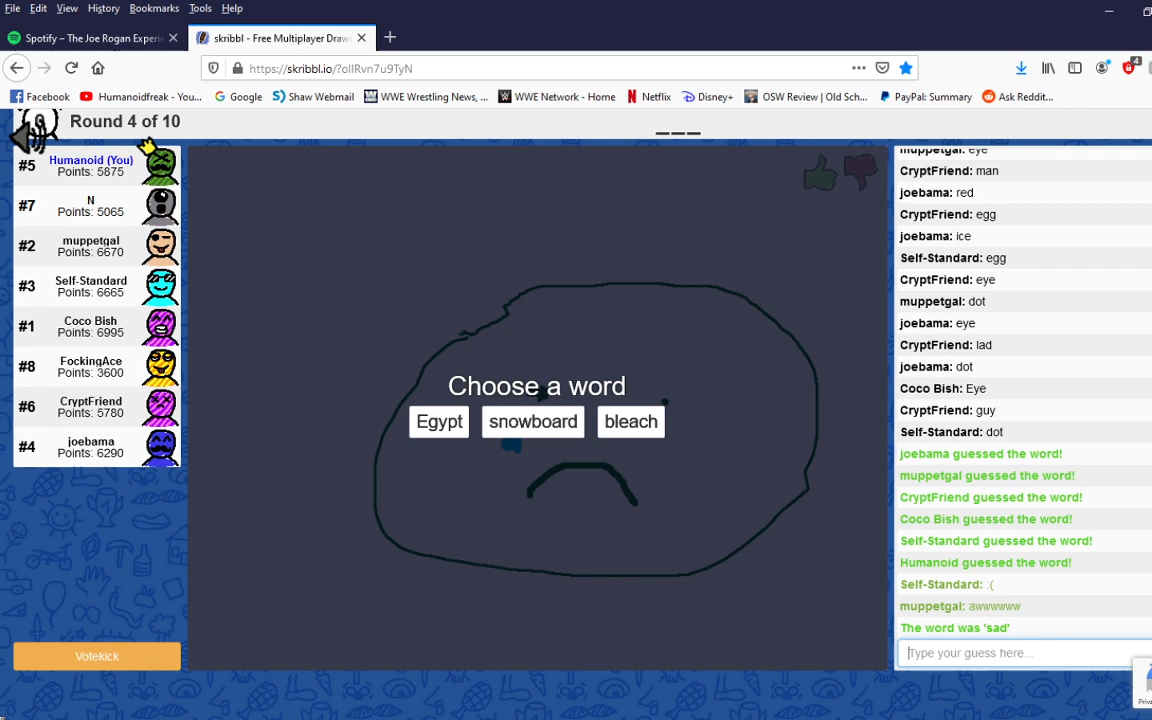 File Edit View History Bookmarks Tools Help
Spotify – The Joe Rogan Experi
skribbl - Free Multiplayer Drawi
https://skribbl.io/?olIRvn7u9TyN
4
Facebook Humanoidfreak - You... Google Shaw Webmail WWE Wrestling News, ... WWE Network - Home Netflix Disney+ OSW Review | Old Sch... PayPal: Summary Ask Reddit...
Round 4 of 10
_ _ _
#5 Humanoid (You)
Points: 5875
#7 N
Points: 5065
#2 muppetgal
Points: 6670
#3 Self-Standard
Points: 6665
#1 Coco Bish
Points: 6995
#8 FockingAce
Points: 3600
#6 CryptFriend
Points: 5780
#4 joebama
Points: 6290
Votekick
Choose a word
Egypt snowboard bleach
muppetgal: eye
CryptFriend: man
joebama: red
CryptFriend: egg
joebama: ice
Self-Standard: egg
CryptFriend: eye
muppetgal: dot
joebama: eye
CryptFriend: lad
joebama: dot
Coco Bish: Eye
CryptFriend: guy
Self-Standard: dot
joebama guessed the word!
muppetgal guessed the word!
CryptFriend guessed the word!
Coco Bish guessed the word!
Self-Standard guessed the word!
Humanoid guessed the word!
Self-Standard: :(
muppetgal: awwwwww
The word was 'sad'
Type your guess here...